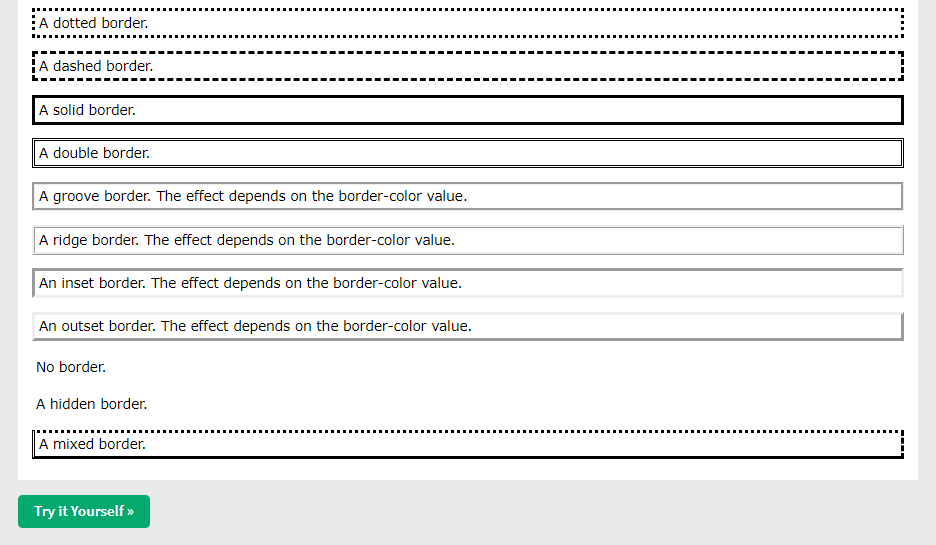 A dotted border.
A dashed border.
A solid border.
A double border.
A groove border. The effect depends on the border-color value.
A ridge border. The effect depends on the border-color value.
An inset border. The effect depends on the border-color value.
An outset border. The effect depends on the border-color value.
No border.
A hidden border.
A mixed border.
Try it Yourself »